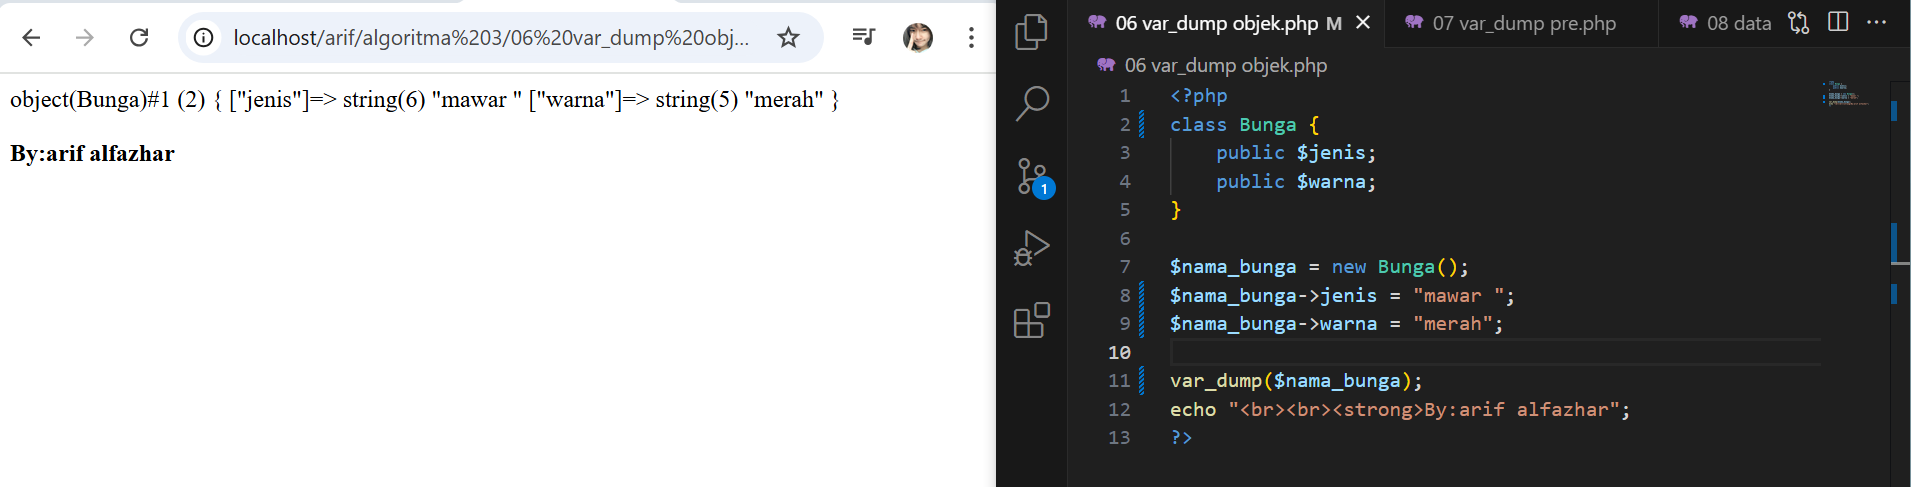 localhost/arif/algoritma%203/06%20var_dump%20obj...
object(Bunga)#1 (2) { ["jenis"]=> string(6) "mawar " ["warna"]=> string(5) "merah" }
By:arif alfazhar
06 var_dump objek.php M
07 var_dump pre.php
08 data
06 var_dump objek.php
1
1 <?php
2 class Bunga {
3     public $jenis;
4     public $warna;
5 }
6
7 $nama_bunga = new Bunga();
8 $nama_bunga->jenis = "mawar ";
9 $nama_bunga->warna = "merah";
10
11 var_dump($nama_bunga);
12 echo "<br><br><strong>By:arif alfazhar";
13 ?>